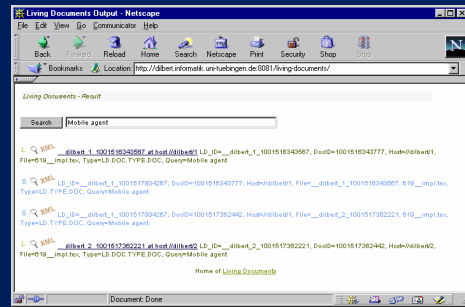 Living Documents Output - Netscape
File Edit View Go Communicator Help
Back Forward Reload Home Search Netscape Print Security Shop Stop
Bookmarks Location: http://dilbert.informatik.uni-tuebingen.de:8081/living-documents/
Living Documents - Result
Search Mobile agent
L XML __dilbert_1_1001516343567 at host //dilbert/1 LD_ID=__dilbert_1_1001516343567, DocID=1001516343777, Host=//dilbert/1,
File=619__impl.tex, Type=LD.DOC.TYPE.DOC, Query=Mobile agent
S XML LD_ID=__dilbert_1_1001517804267, DocID=1001516343777, Host=//dilbert/1, File=__dilbert_1_1001516343567, 619__impl.tex,
Type=LD.TYPE.DOC, Query=Mobile agent
S XML LD_ID=__dilbert_1_1001517804267, DocID=1001517362442, Host=//dilbert/1, File=__dilbert_2_1001517362221, 619__impl.tex,
Type=LD.TYPE.DOC, Query=Mobile agent
L XML __dilbert_2_1001517362221 at host //dilbert/2 LD_ID=__dilbert_2_1001517362221, DocID=1001517362442, Host=//dilbert/2,
File=619__impl.tex, Type=LD.DOC.TYPE.DOC, Query=Mobile agent
Home of Living Documents
Document: Done